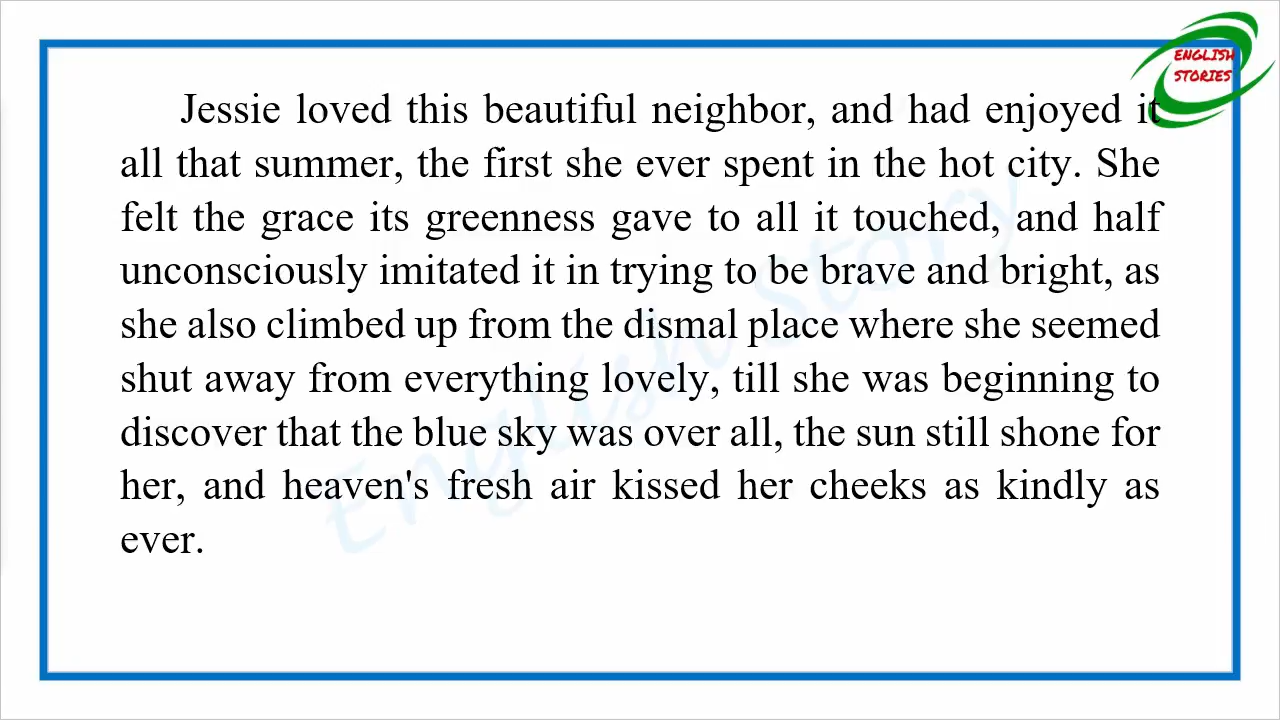 ENGLISH
STORIES
Jessie loved this beautiful neighbor, and had enjoyed it
all that summer, the first she ever spent in the hot city. She
felt the grace its greenness gave to all it touched, and half
unconsciously imitated it in trying to be brave and bright, as
she also climbed up from the dismal place where she seemed
shut away from everything lovely, till she was beginning to
discover that the blue sky was over all, the sun still shone for
her, and heaven's fresh air kissed her cheeks as kindly as
ever.
English Story